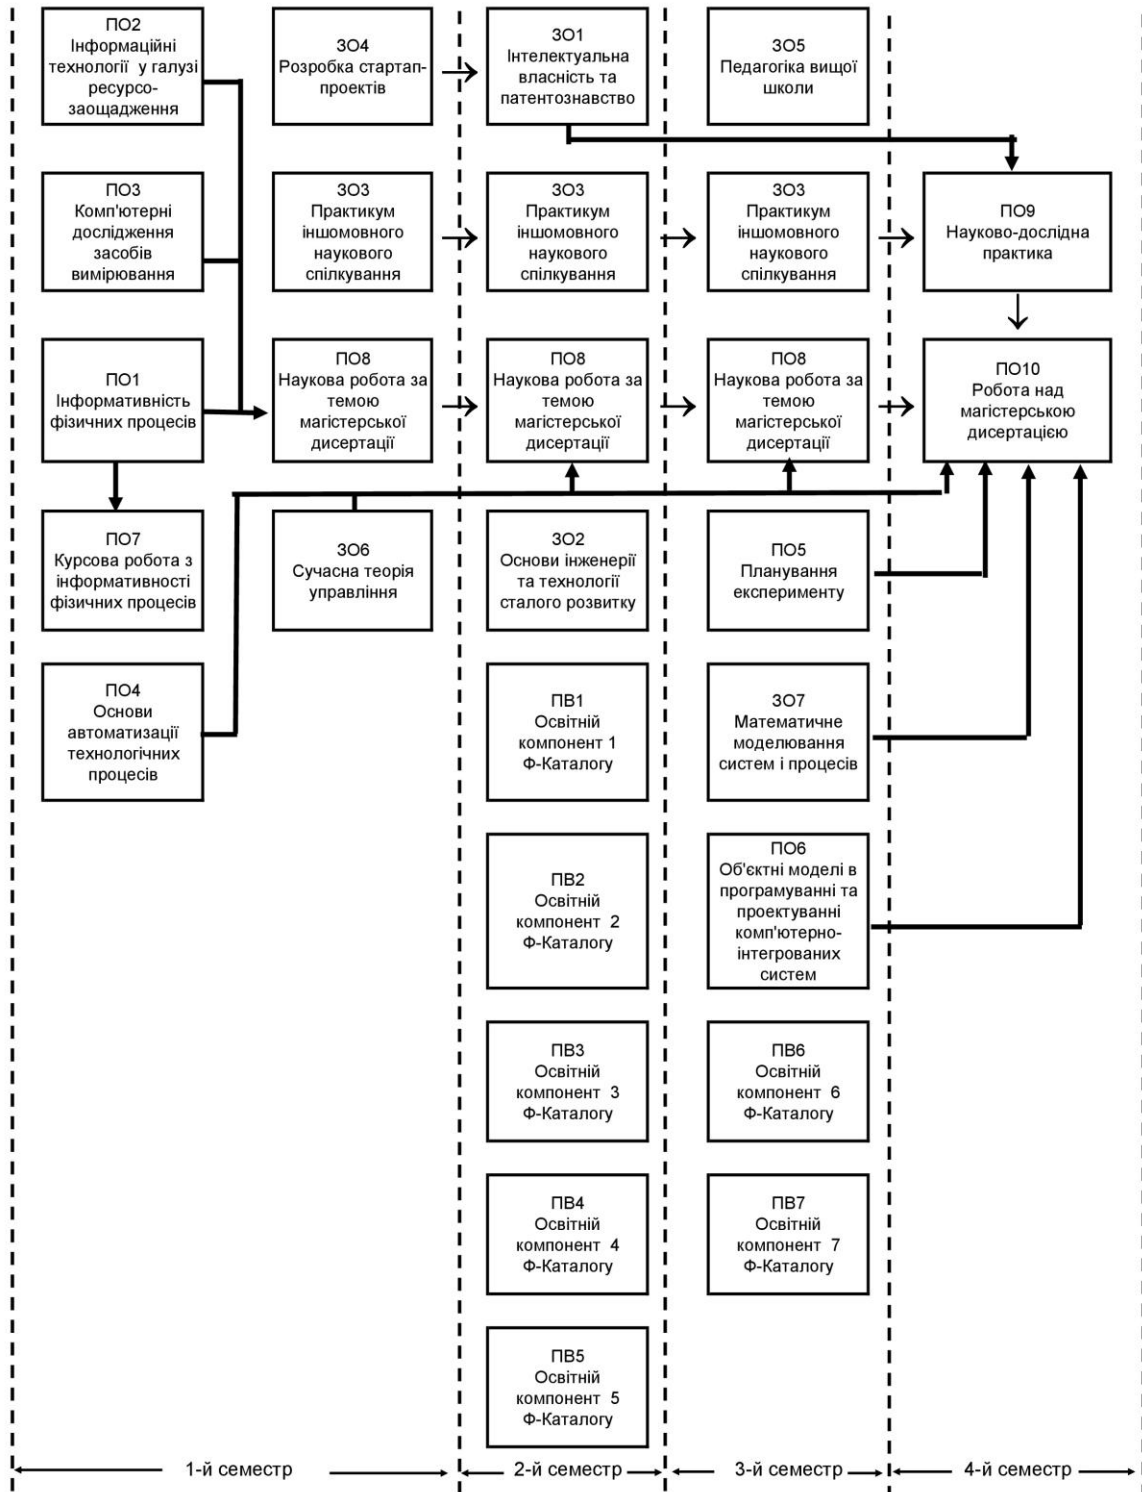 ПО2
Інформаційні
технології у галузі
ресурсо-
заощадження
ПО3
Комп'ютерні
дослідження
засобів
вимірювання
ПО1
Інформативність
фізичних процесів
ПО7
Курсова робота з
інформативності
фізичних процесів
ПО4
Основи
автоматизації
технологічних
процесів
ЗО4
Розробка стартап-
проектів
ЗО3
Практикум
іншомовного
наукового
спілкування
ПО8
Наукова робота за
темою
магістерської
дисертації
ЗО6
Сучасна теорія
управління
ЗО1
Інтелектуальна
власність та
патентознавство
ЗО3
Практикум
іншомовного
наукового
спілкування
ПО8
Наукова робота за
темою
магістерської
дисертації
ЗО2
Основи інженерії
та технології
сталого розвитку
ПВ1
Освітній
компонент 1
Ф-Каталогу
ПВ2
Освітній
компонент 2
Ф-Каталогу
ПВ3
Освітній
компонент 3
Ф-Каталогу
ПВ4
Освітній
компонент 4
Ф-Каталогу
ПВ5
Освітній
компонент 5
Ф-Каталогу
ЗО5
Педагогіка вищої
школи
ЗО3
Практикум
іншомовного
наукового
спілкування
ПО8
Наукова робота за
темою
магістерської
дисертації
ПО5
Планування
експерименту
ЗО7
Математичне
моделювання
систем і процесів
ПО6
Об'єктні моделі в
програмуванні та
проектуванні
комп'ютерно-
інтегрованих
систем
ПВ6
Освітній
компонент 6
Ф-Каталогу
ПВ7
Освітній
компонент 7
Ф-Каталогу
ПО9
Науково-дослідна
практика
ПО10
Робота над
магістерською
дисертацією
1-й семестр
2-й семестр
3-й семестр
4-й семестр